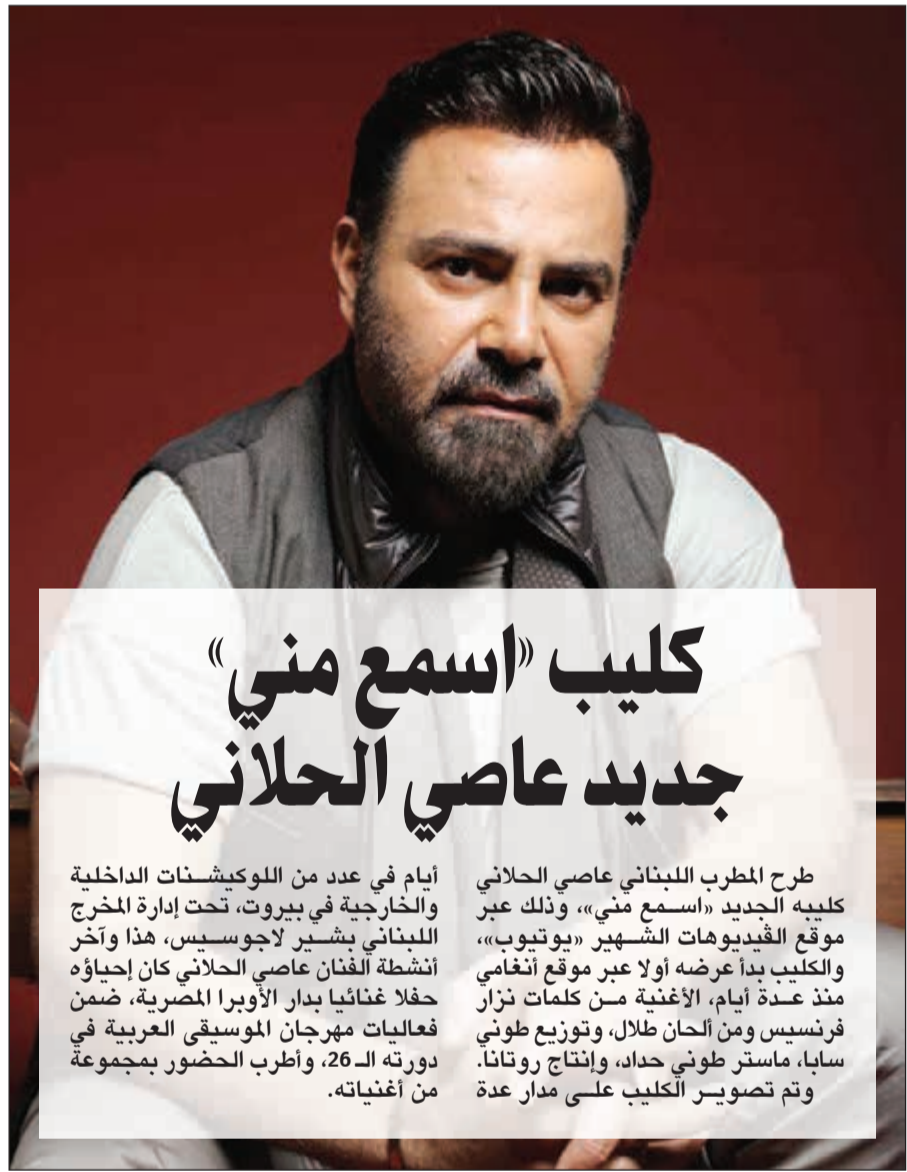 كليب «اسمع مني»
جديد عاصي الحلاني
طرح المطرب اللبناني عاصي الحلاني
كليبه الجديد «اسمع مني»، وذلك عبر
موقع الڤيديوهات الشهير «يوتيوب»،
والكليب بدأ عرضه أولا عبر موقع أنغامي
منذ عدة أيام، الأغنية من كلمات نزار
فرنسيس ومن ألحان طلال، وتوزيع طوني
سابا، ماستر طوني حداد، وإنتاج روتانا.
وتم تصوير الكليب على مدار عدة
أيام في عدد من اللوكيشنات الداخلية
والخارجية في بيروت، تحت إدارة المخرج
اللبناني بشير لاجوسيس، هذا وآخر
أنشطة الفنان عاصي الحلاني كان إحياؤه
حفلا غنائيا بدار الأوبرا المصرية، ضمن
فعاليات مهرجان الموسيقى العربية في
دورته الـ 26، وأطرب الحضور بمجموعة
من أغنياته.